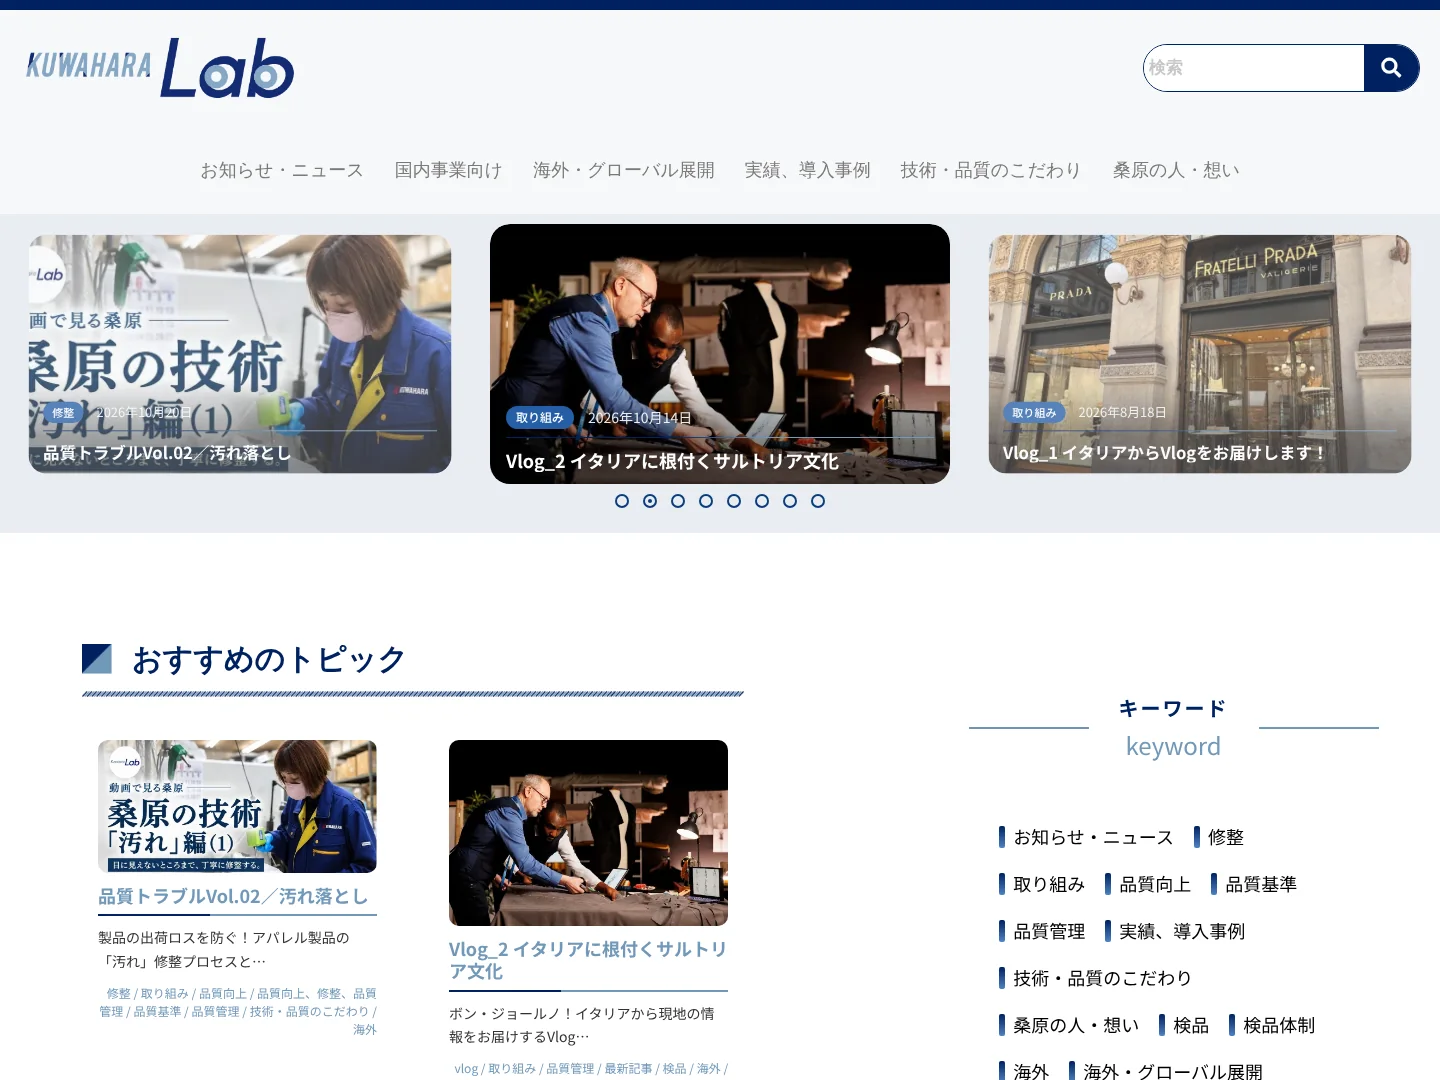 KUWAHARA Lab
検索
お知らせ・ニュース 国内事業向け 海外・グローバル展開 実績、導入事例 技術・品質のこだわり 桑原の人・想い
Lab
画で見る桑原
桑原の技術
汚れ」編(1)
KUWAHARA
修整 2026年10月20日
品質トラブルVol.02／汚れ落とし
取り組み 2026年10月14日
Vlog_2 イタリアに根付くサルトリア文化
FRATELLI PRADA
VALIGERIE
PRADA
取り組み 2026年8月18日
Vlog_1 イタリアからVlogをお届けします！
おすすめのトピック
Lab
動画で見る桑原
桑原の技術
「汚れ」編(1)
目に見えないところまで、丁寧に修整する。
品質トラブルVol.02／汚れ落とし
製品の出荷ロスを防ぐ！アパレル製品の
「汚れ」修整プロセスと…
修整 / 取り組み / 品質向上 / 品質向上、修整、品質
管理 / 品質基準 / 品質管理 / 技術・品質のこだわり /
海外
Vlog_2 イタリアに根付くサルトリ
ア文化
ボン・ジョールノ！イタリアから現地の情
報をお届けするVlog…
vlog / 取り組み / 品質管理 / 最新記事 / 検品 / 海外 /
キーワード
keyword
お知らせ・ニュース 修整
取り組み 品質向上 品質基準
品質管理 実績、導入事例
技術・品質のこだわり
桑原の人・想い 検品 検品体制
海外 海外・グローバル展開